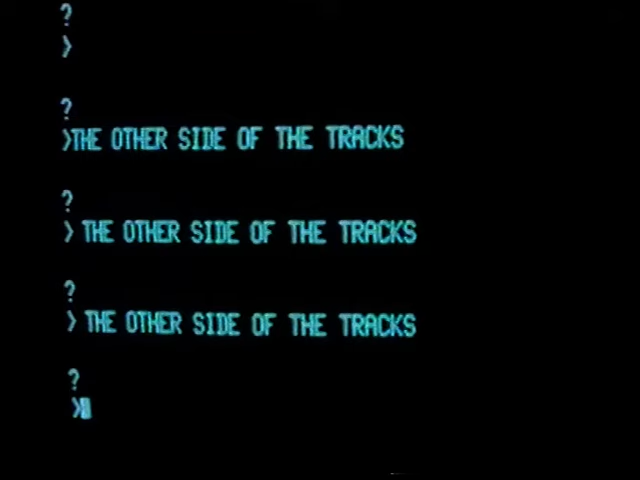 ?
>
?
>THE OTHER SIDE OF THE TRACKS
?
> THE OTHER SIDE OF THE TRACKS
?
> THE OTHER SIDE OF THE TRACKS
?
>